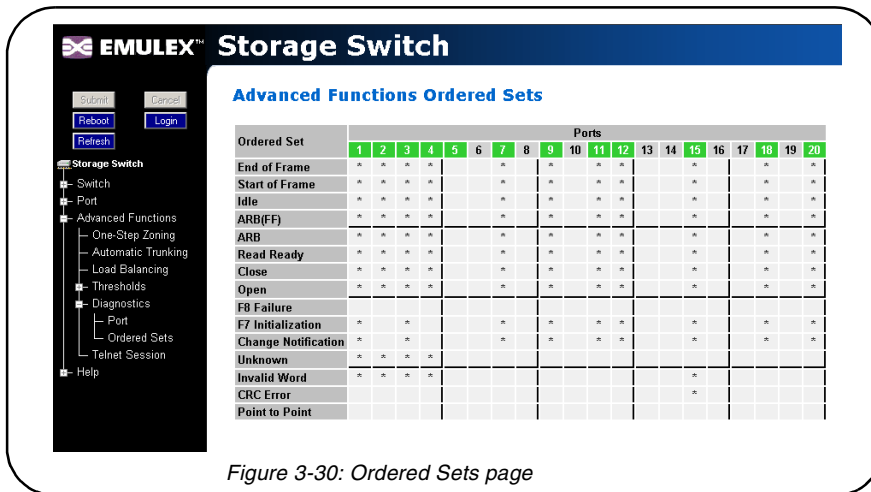 EMULEX™ Storage Switch
Submit Cancel
Reboot Login
Refresh
Storage Switch
Switch
Port
Advanced Functions
One-Step Zoning
Automatic Trunking
Load Balancing
Thresholds
Diagnostics
Port
Ordered Sets
Telnet Session
Help
Advanced Functions Ordered Sets
Ordered Set Ports
1 2 3 4 5 6 7 8 9 10 11 12 13 14 15 16 17 18 19 20
End of Frame * * * * * * * * * * *
Start of Frame * * * * * * * * * * *
Idle * * * * * * * * * * *
ARB(FF) * * * * * * * * * * *
ARB * * * * * * * * * * *
Read Ready * * * * * * * * * * *
Close * * * * * * * * * * *
Open * * * * * * * * * * *
F8 Failure
F7 Initialization * * * * * * * * *
Change Notification * * * * * * * * *
Unknown * * * *
Invalid Word * * * * *
CRC Error *
Point to Point
Figure 3-30: Ordered Sets page